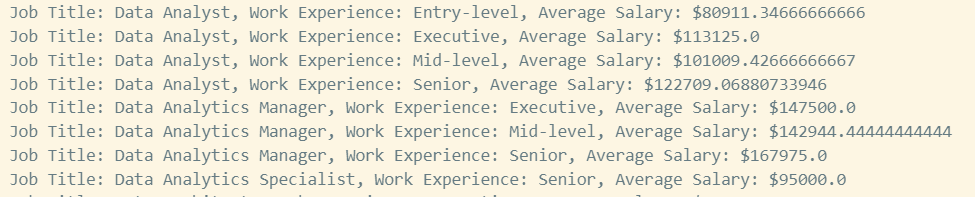 Job Title: Data Analyst, Work Experience: Entry-level, Average Salary: $80911.34666666666
Job Title: Data Analyst, Work Experience: Executive, Average Salary: $113125.0
Job Title: Data Analyst, Work Experience: Mid-level, Average Salary: $101009.42666666667
Job Title: Data Analyst, Work Experience: Senior, Average Salary: $122709.06880733946
Job Title: Data Analytics Manager, Work Experience: Executive, Average Salary: $147500.0
Job Title: Data Analytics Manager, Work Experience: Mid-level, Average Salary: $142944.44444444444
Job Title: Data Analytics Manager, Work Experience: Senior, Average Salary: $167975.0
Job Title: Data Analytics Specialist, Work Experience: Senior, Average Salary: $95000.0